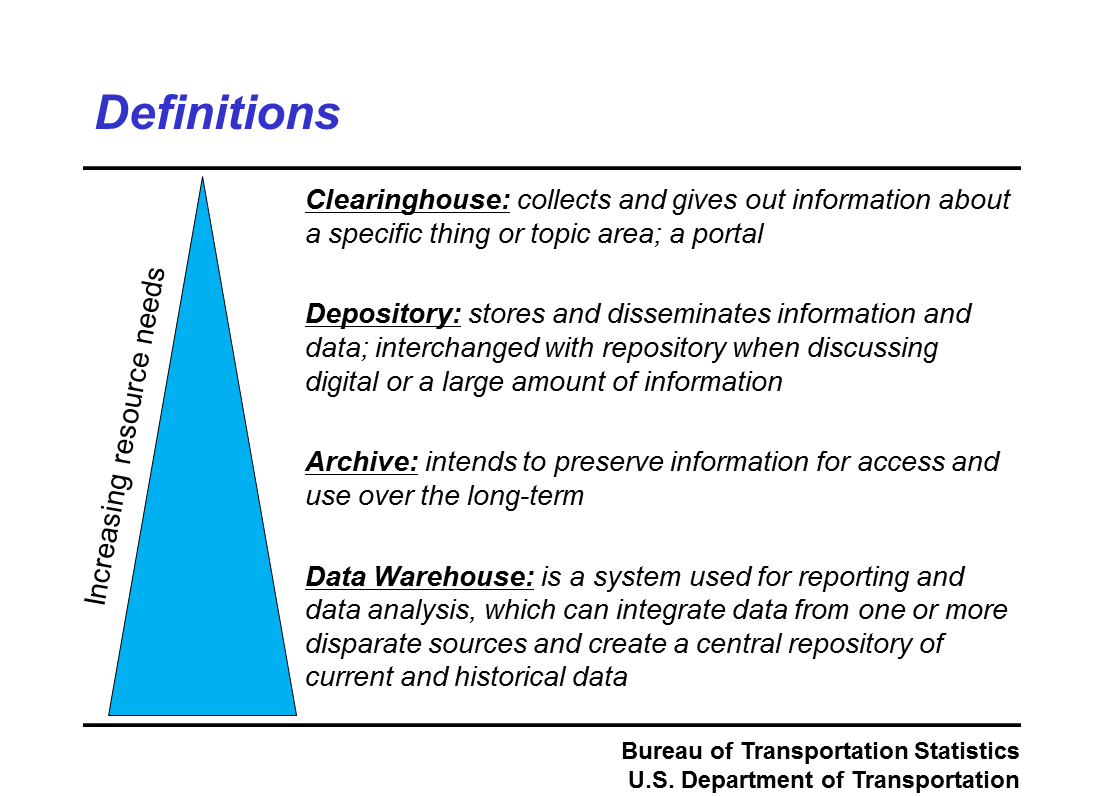 Definitions
Clearinghouse: collects and gives out information about
a specific thing or topic area; a portal
Depository: stores and disseminates information and
data; interchanged with repository when discussing
digital or a large amount of information
Archive: intends to preserve information for access and
use over the long-term
Data Warehouse: is a system used for reporting and
data analysis, which can integrate data from one or more
disparate sources and create a central repository of
current and historical data
Increasing resource needs
Bureau of Transportation Statistics
U.S. Department of Transportation